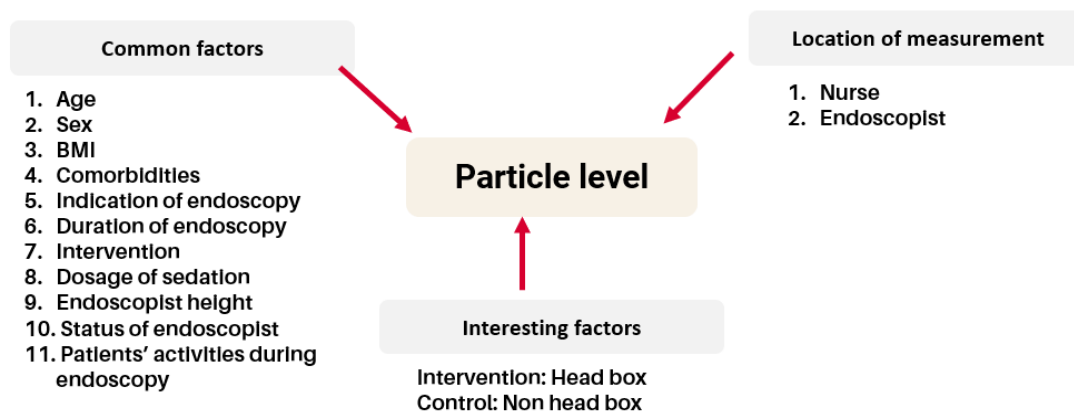 Common factors
1. Age
2. Sex
3. BMI
4. Comorbidities
5. Indication of endoscopy
6. Duration of endoscopy
7. Intervention
8. Dosage of sedation
9. Endoscopist height
10. Status of endoscopist
11. Patients’ activities during
endoscopy
Location of measurement
1. Nurse
2. Endoscopist
Particle level
Interesting factors
Intervention: Head box
Control: Non head box